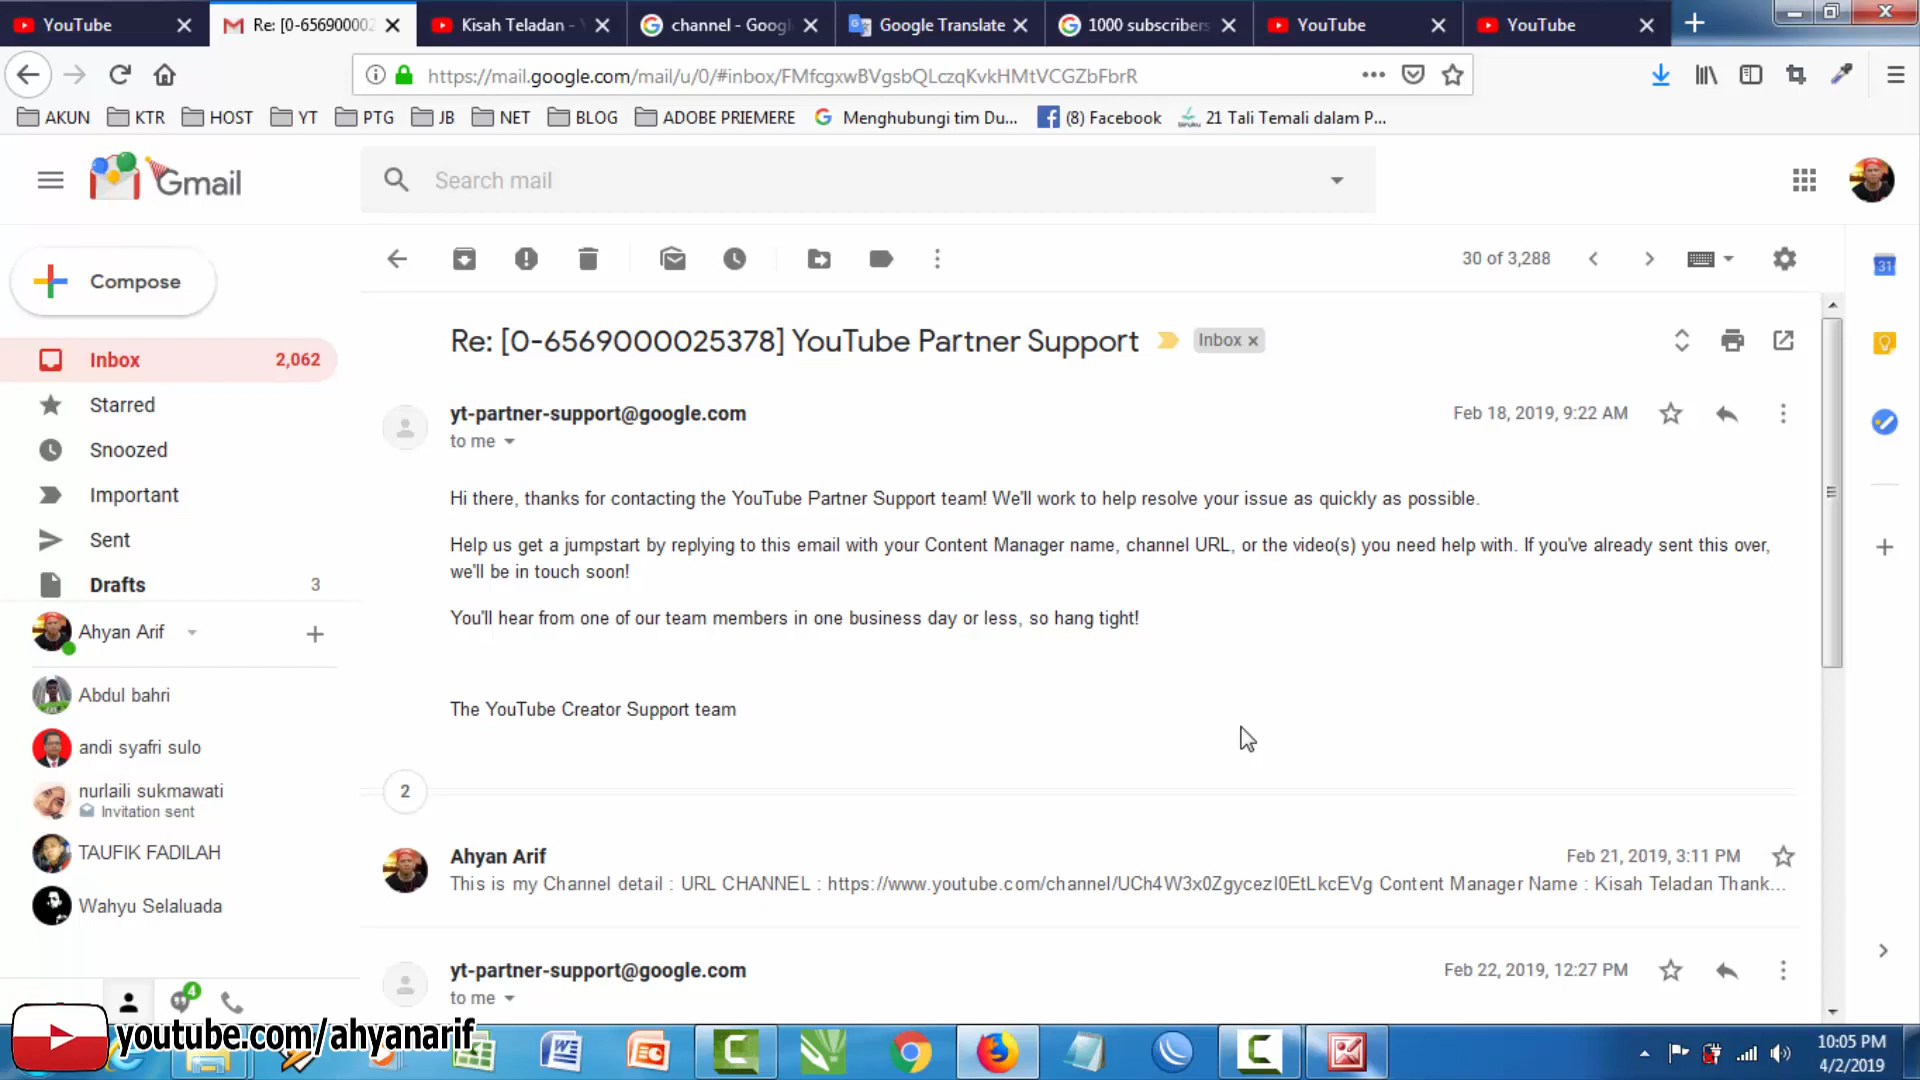 YouTube
Re: [0-6569000025
Kisah Teladan -
channel - Goog
Google Translate
1000 subscribers
YouTube
YouTube
https://mail.google.com/mail/u/0/#inbox/FMfcgxwBVgsbQLczqKvkHMtVCGZbFbrR
AKUN
KTR
HOST
YT
PTG
JB
NET
BLOG
ADOBE PRIEMERE
Menghubungi tim Du...
(8) Facebook
21 Tali Temali dalam P...
Gmail
Search mail
Compose
30 of 3,288
31
Inbox 2,062
Starred
Snoozed
Important
Sent
Drafts 3
Ahyan Arif
Abdul bahri
andi syafri sulo
nurlaili sukmawati
Invitation sent
TAUFIK FADILAH
Wahyu Selaluada
4
Re: [0-6569000025378] YouTube Partner Support
Inbox x
yt-partner-support@google.com
Feb 18, 2019, 9:22 AM
to me
Hi there, thanks for contacting the YouTube Partner Support team! We'll work to help resolve your issue as quickly as possible.
Help us get a jumpstart by replying to this email with your Content Manager name, channel URL, or the video(s) you need help with. If you've already sent this over,
we'll be in touch soon!
You'll hear from one of our team members in one business day or less, so hang tight!
The YouTube Creator Support team
2
Ahyan Arif
Feb 21, 2019, 3:11 PM
This is my Channel detail : URL CHANNEL : https://www.youtube.com/channel/UCh4W3x0ZgycezI0EtLkcEVg Content Manager Name : Kisah Teladan Thank...
yt-partner-support@google.com
Feb 22, 2019, 12:27 PM
to me
youtube.com/ahyanarif
10:05 PM
4/2/2019